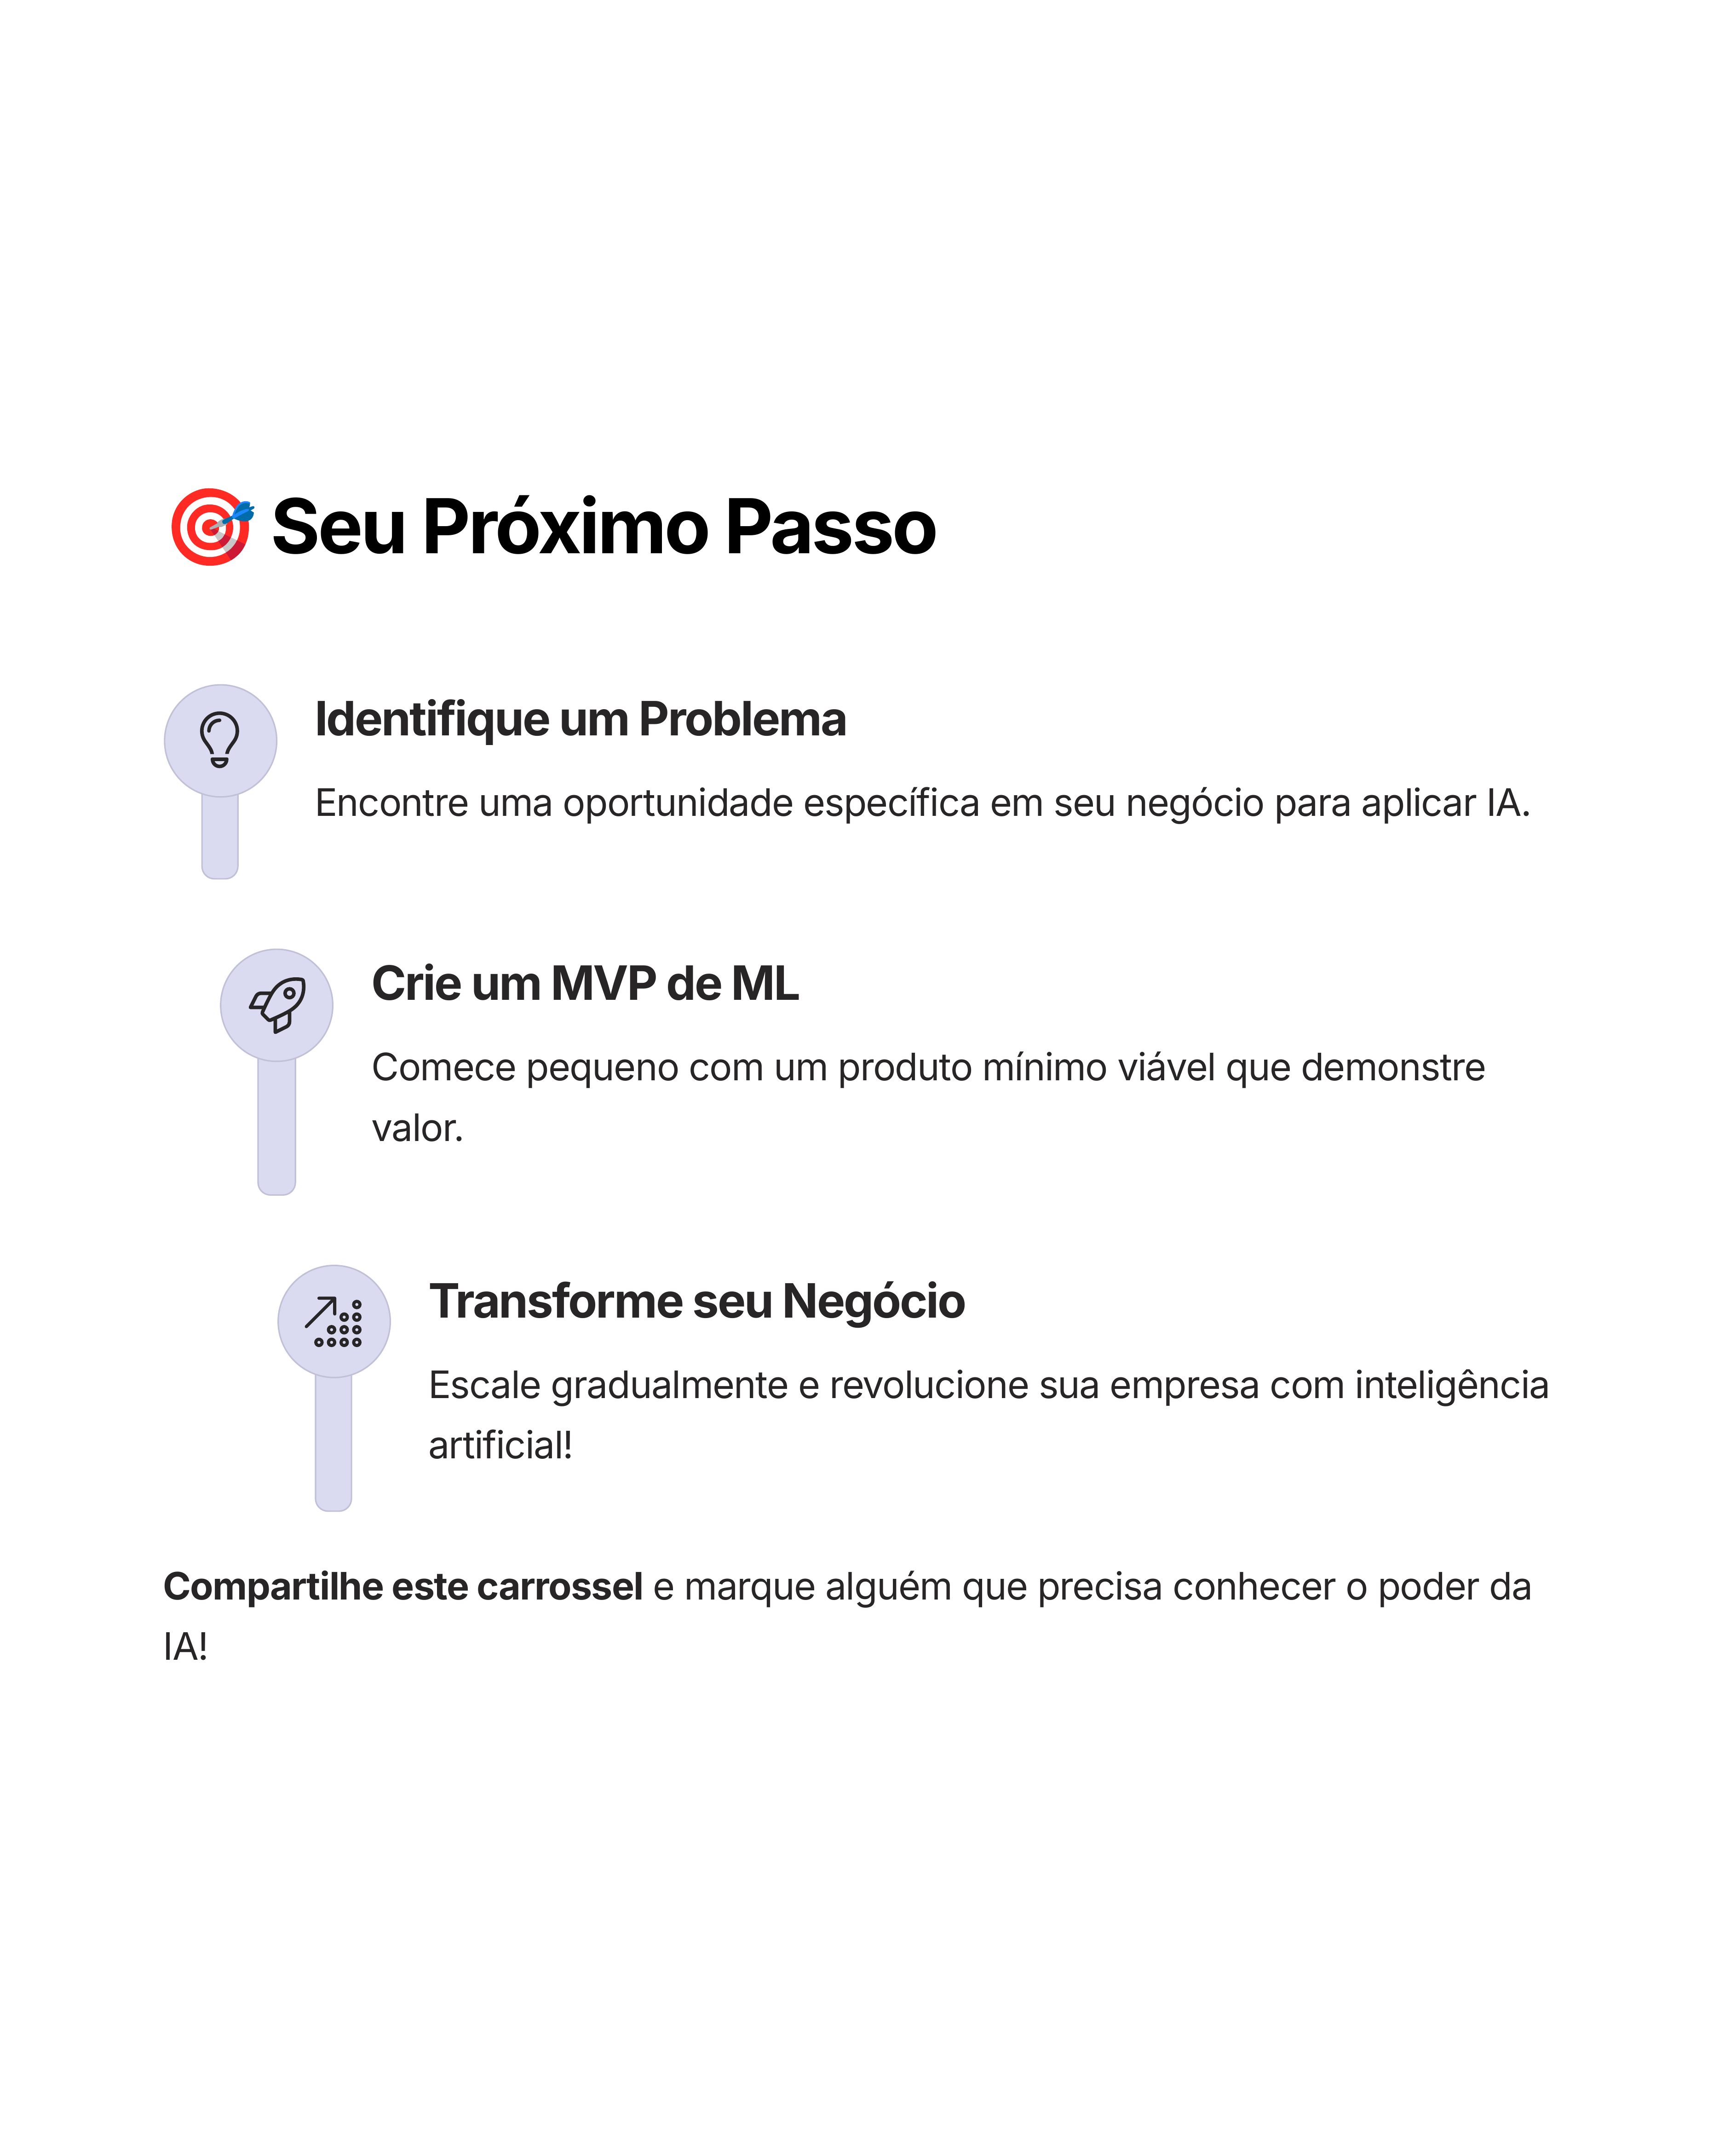 🎯 Seu Próximo Passo
Identifique um Problema
Encontre uma oportunidade específica em seu negócio para aplicar IA.
Crie um MVP de ML
Comece pequeno com um produto mínimo viável que demonstre
valor.
Transforme seu Negócio
Escale gradualmente e revolucione sua empresa com inteligência
artificial!
Compartilhe este carrossel e marque alguém que precisa conhecer o poder da
IA!